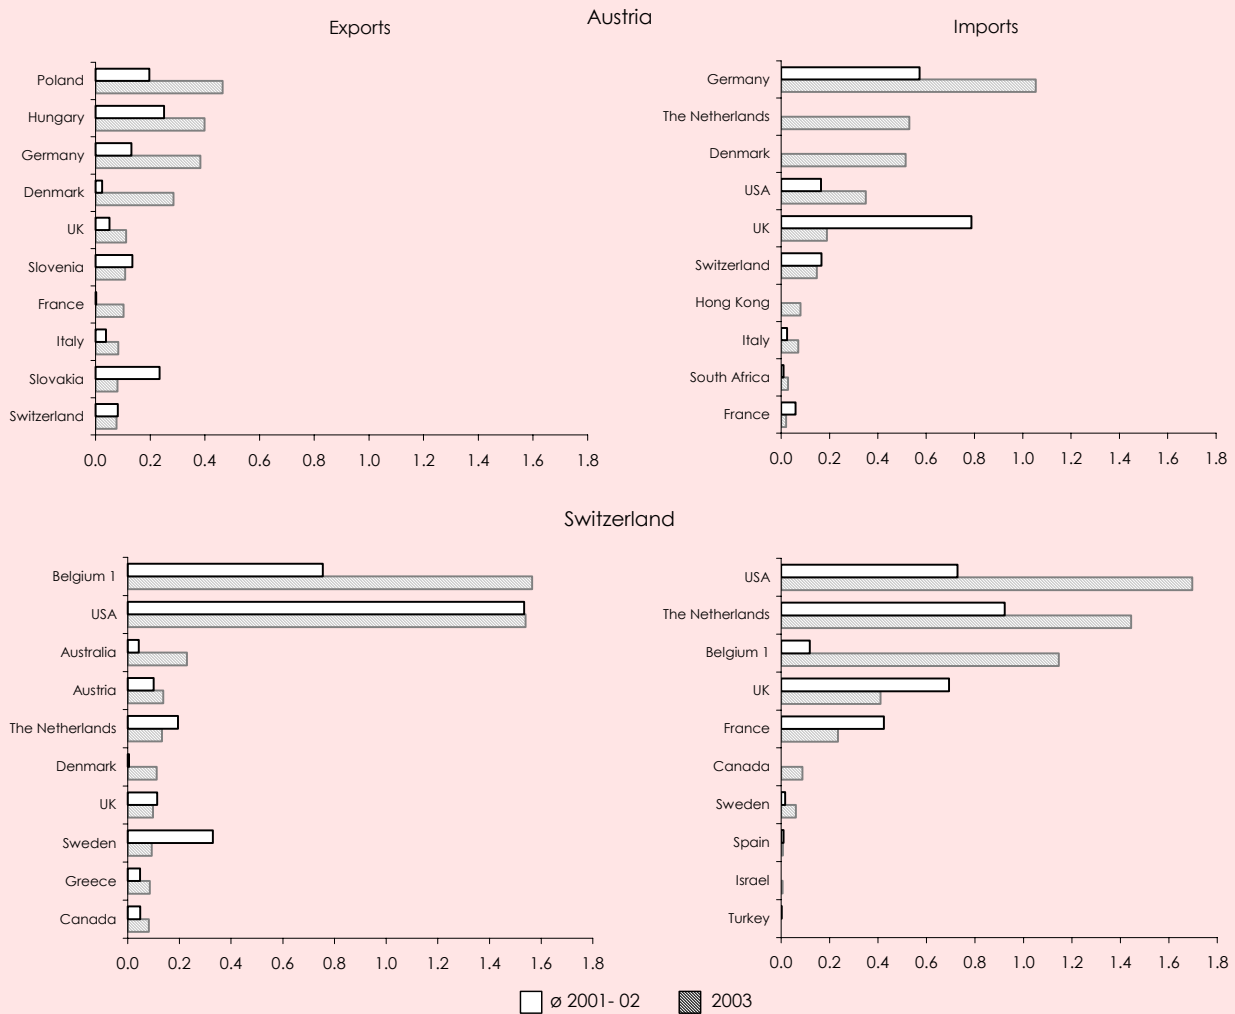 Austria
Exports
Imports
Poland
Hungary
Germany
Denmark
UK
Slovenia
France
Italy
Slovakia
Switzerland
0.0 0.2 0.4 0.6 0.8 1.0 1.2 1.4 1.6 1.8
Germany
The Netherlands
Denmark
USA
UK
Switzerland
Hong Kong
Italy
South Africa
France
0.0 0.2 0.4 0.6 0.8 1.0 1.2 1.4 1.6 1.8
Switzerland
Belgium 1
USA
Australia
Austria
The Netherlands
Denmark
UK
Sweden
Greece
Canada
0.0 0.2 0.4 0.6 0.8 1.0 1.2 1.4 1.6 1.8
USA
The Netherlands
Belgium 1
UK
France
Canada
Sweden
Spain
Israel
Turkey
0.0 0.2 0.4 0.6 0.8 1.0 1.2 1.4 1.6 1.8
ø 2001- 02 2003